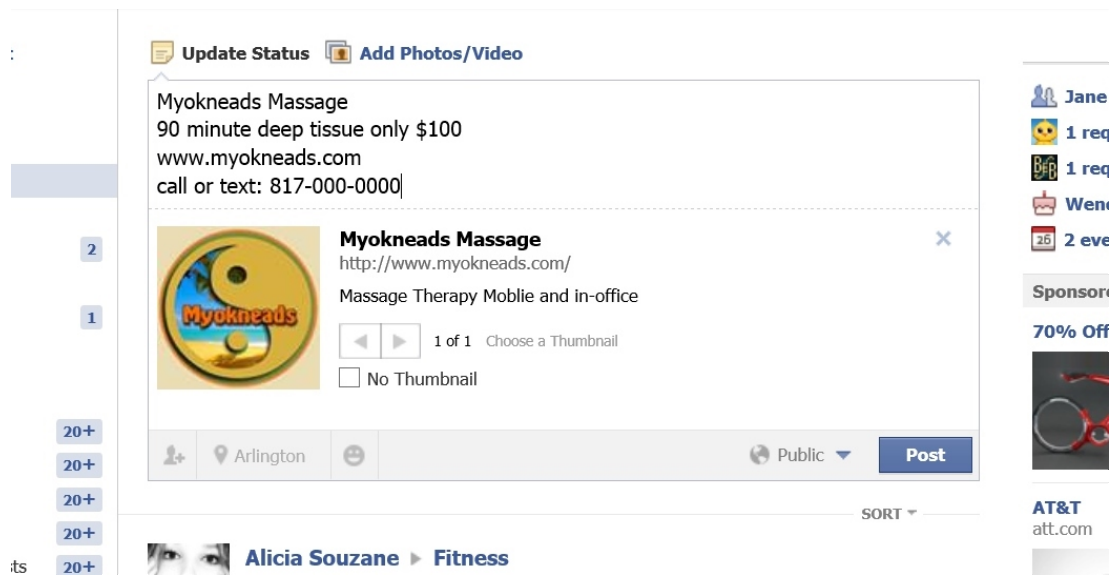 Update Status Add Photos/Video
Myokneads Massage
90 minute deep tissue only $100
www.myokneads.com
call or text: 817-000-0000
Myokneads
Myokneads Massage
http://www.myokneads.com/
Massage Therapy Moblie and in-office
1 of 1 Choose a Thumbnail
No Thumbnail
Arlington Public Post
SORT
Alicia Souzane Fitness
2
1
20+
20+
20+
20+
20+
Jane
1 req
BFB
1 req
26
2 eve
Sponsore
70% Off
AT&T
att.com